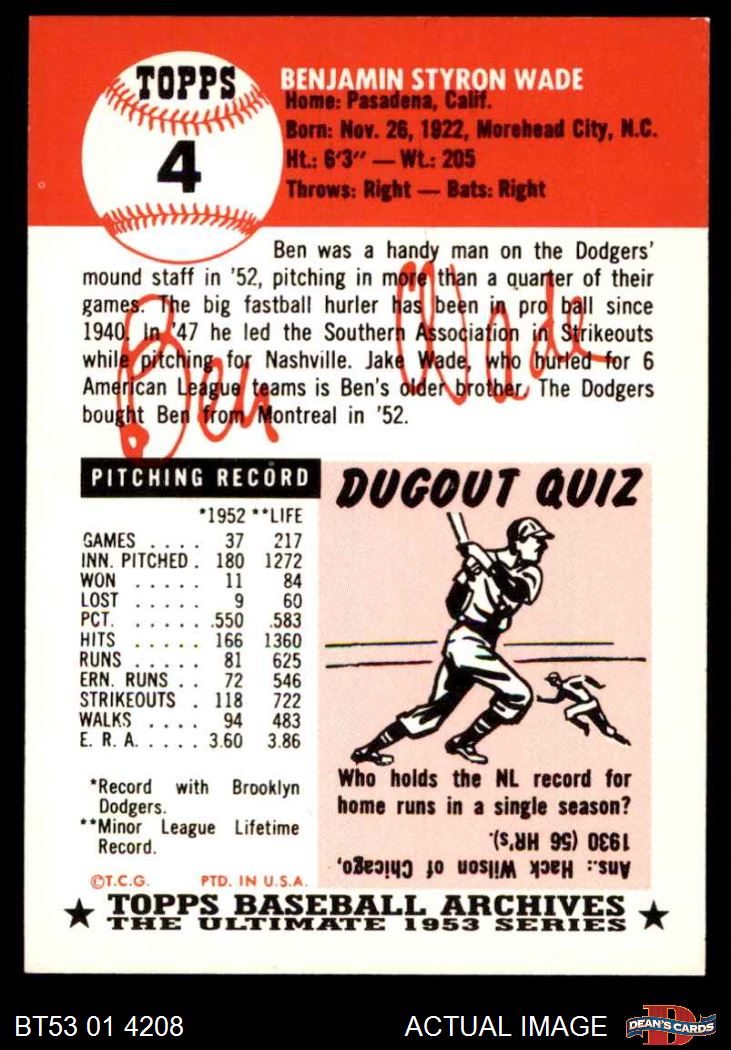 TOPPS
4
BENJAMIN STYRON WADE
Home: Pasadena, Calif.
Born: Nov. 26, 1922, Morehead City, N.C.
Ht.: 6'3" — Wt.: 205
Throws: Right — Bats: Right
Ben was a handy man on the Dodgers'
mound staff in '52, pitching in more than a quarter of their
games. The big fastball hurler has been in pro ball since
1940. In '47 he led the Southern Association in Strikeouts
while pitching for Nashville. Jake Wade, who hurled for 6
American League teams is Ben's older brother. The Dodgers
bought Ben from Montreal in '52.
Ben Wade
PITCHING RECORD
*1952 **LIFE
GAMES .... 37 217
INN. PITCHED . 180 1272
WON ..... 11 84
LOST ..... 9 60
PCT. ..... .550 .583
HITS ..... 166 1360
RUNS ..... 81 625
ERN. RUNS .. 72 546
STRIKEOUTS . 118 722
WALKS .... 94 483
E. R. A. ..... 3.60 3.86
*Record with Brooklyn
Dodgers.
**Minor League Lifetime
Record.
©T.C.G. PTD. IN U.S.A.
DUGOUT QUIZ
Who holds the NL record for
home runs in a single season?
Ans.: Hack Wilson of Chicago,
1930 (56 HR's).
TOPPS BASEBALL ARCHIVES
THE ULTIMATE 1953 SERIES
BT53 01 4208
ACTUAL IMAGE
D
DEAN'S CARDS